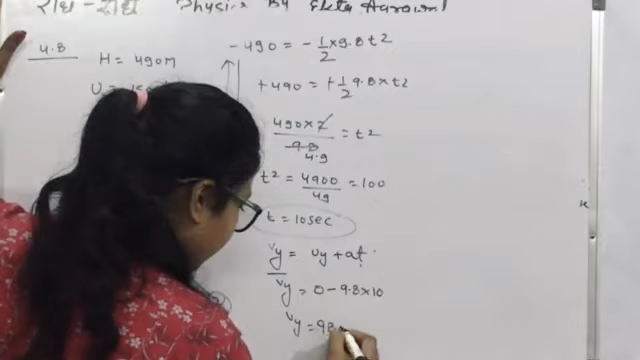 साथ-साथ Physics By Ekta Aarawnl
4.8
H = 490M
- 490 = - 1/2 × 9.8 t²
+ 490 = + 1/2 9.8 × t²
490 × 2 / 9.8 = t²
4.9
t² = 4900/49 = 100
t = 10sec
Vy = Uy + at
Vy = 0 - 9.8 × 10
Vy = 98